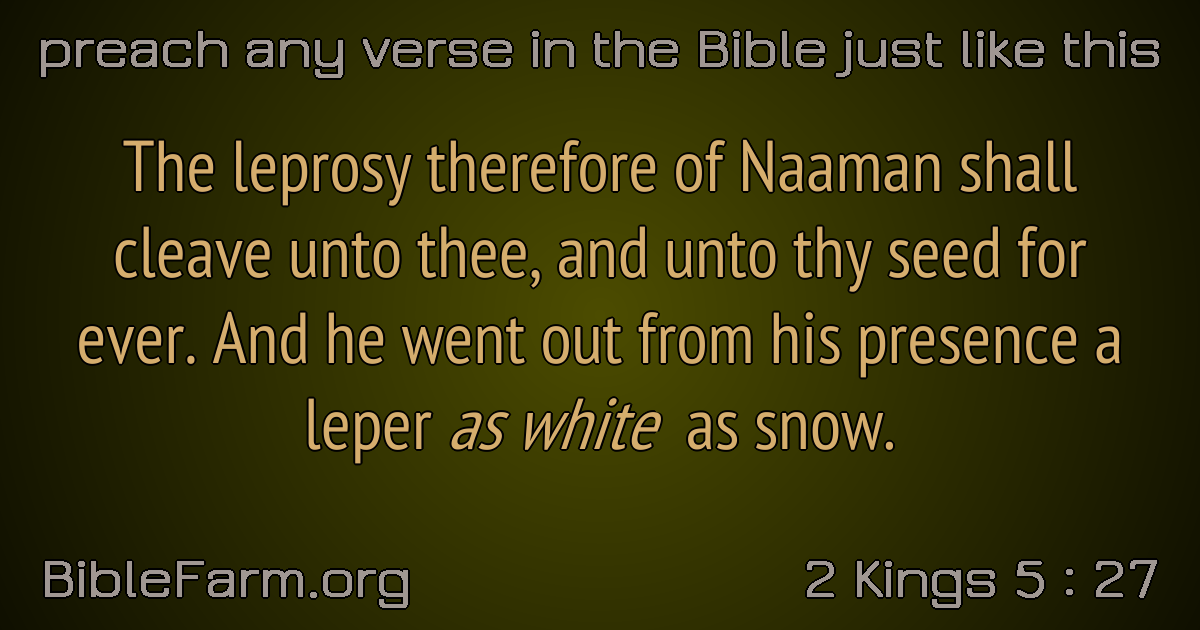 preach any verse in the Bible just like this
The leprosy therefore of Naaman shall
cleave unto thee, and unto thy seed for
ever. And he went out from his presence a
leper as white as snow.
BibleFarm.org
2 Kings 5 : 27